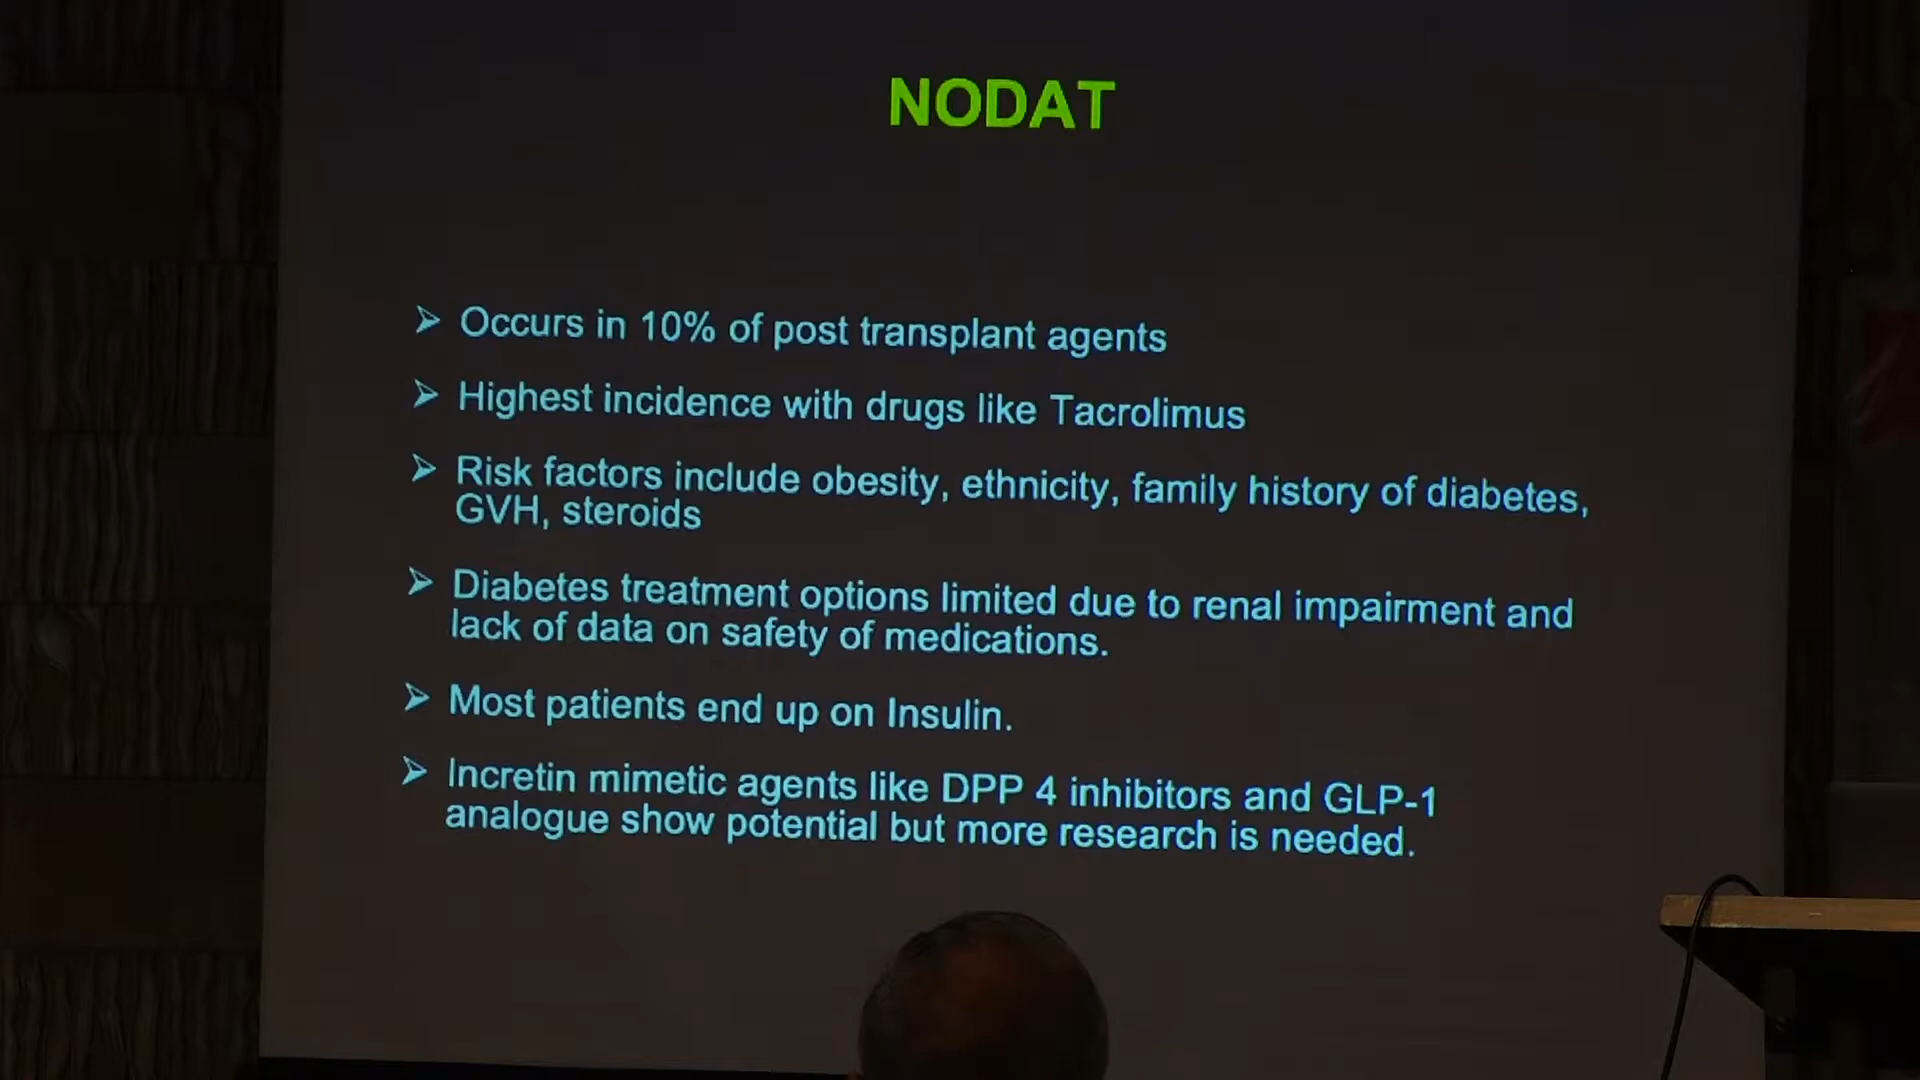 NODAT
Occurs in 10% of post transplant agents
Highest incidence with drugs like Tacrolimus
Risk factors include obesity, ethnicity, family history of diabetes,
GVH, steroids
Diabetes treatment options limited due to renal impairment and
lack of data on safety of medications.
Most patients end up on Insulin.
Incretin mimetic agents like DPP 4 inhibitors and GLP-1
analogue show potential but more research is needed.